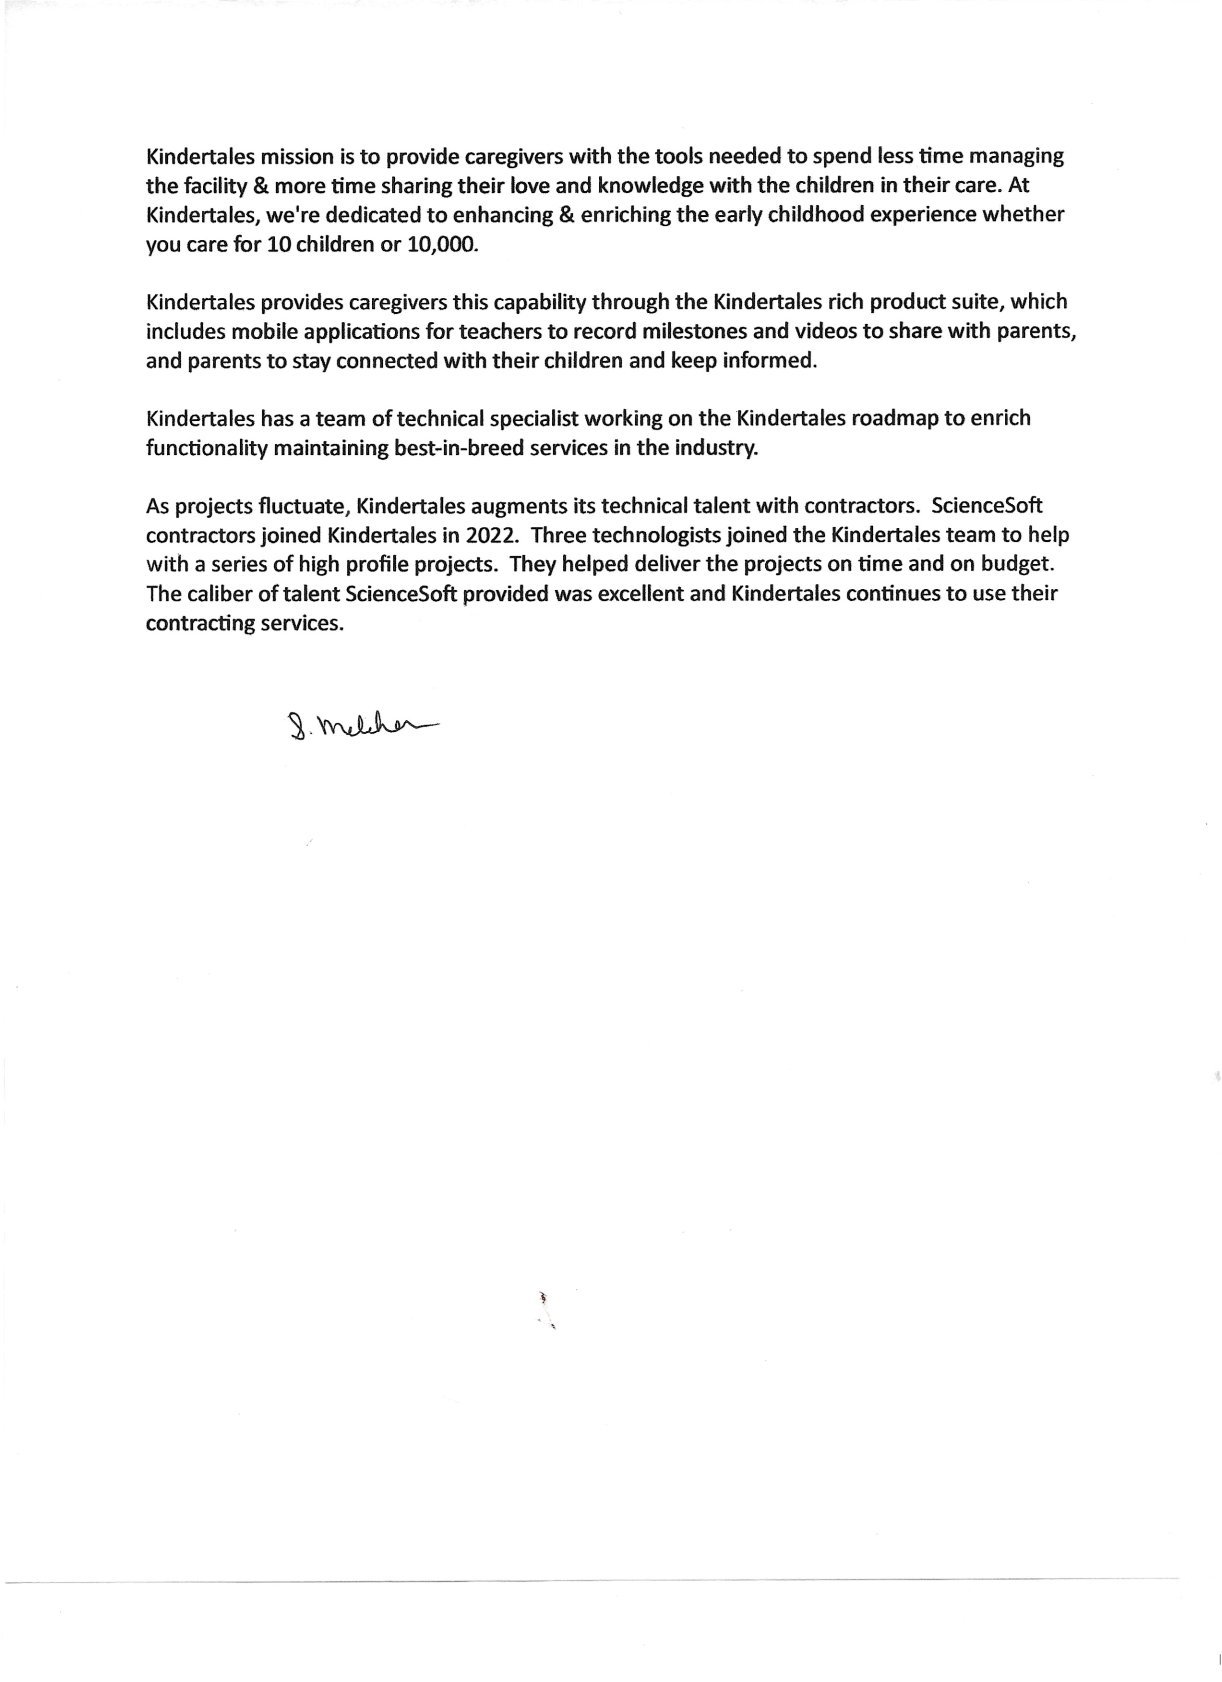 Kindertales mission is to provide caregivers with the tools needed to spend less time managing
the facility & more time sharing their love and knowledge with the children in their care. At
Kindertales, we're dedicated to enhancing & enriching the early childhood experience whether
you care for 10 children or 10,000.
Kindertales provides caregivers this capability through the Kindertales rich product suite, which
includes mobile applications for teachers to record milestones and videos to share with parents,
and parents to stay connected with their children and keep informed.
Kindertales has a team of technical specialist working on the Kindertales roadmap to enrich
functionality maintaining best-in-breed services in the industry.
As projects fluctuate, Kindertales augments its technical talent with contractors.  ScienceSoft
contractors joined Kindertales in 2022.  Three technologists joined the Kindertales team to help
with a series of high profile projects.  They helped deliver the projects on time and on budget.
The caliber of talent ScienceSoft provided was excellent and Kindertales continues to use their
contracting services.
S. Melcher